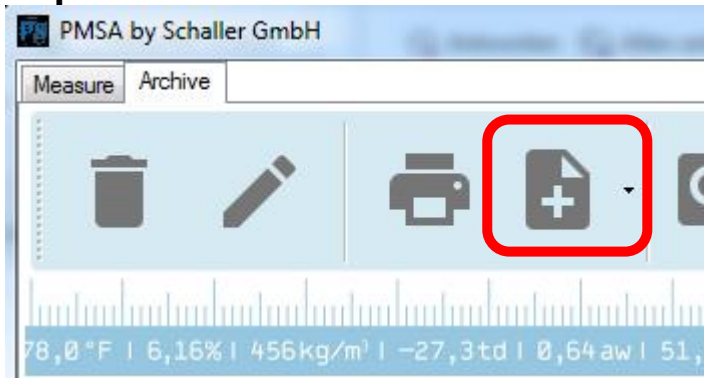 PMSA by Schaller GmbH
Measure Archive
78,0°F | 6,16% | 456kg/m³ | −27,3td | 0,64aw | 51,